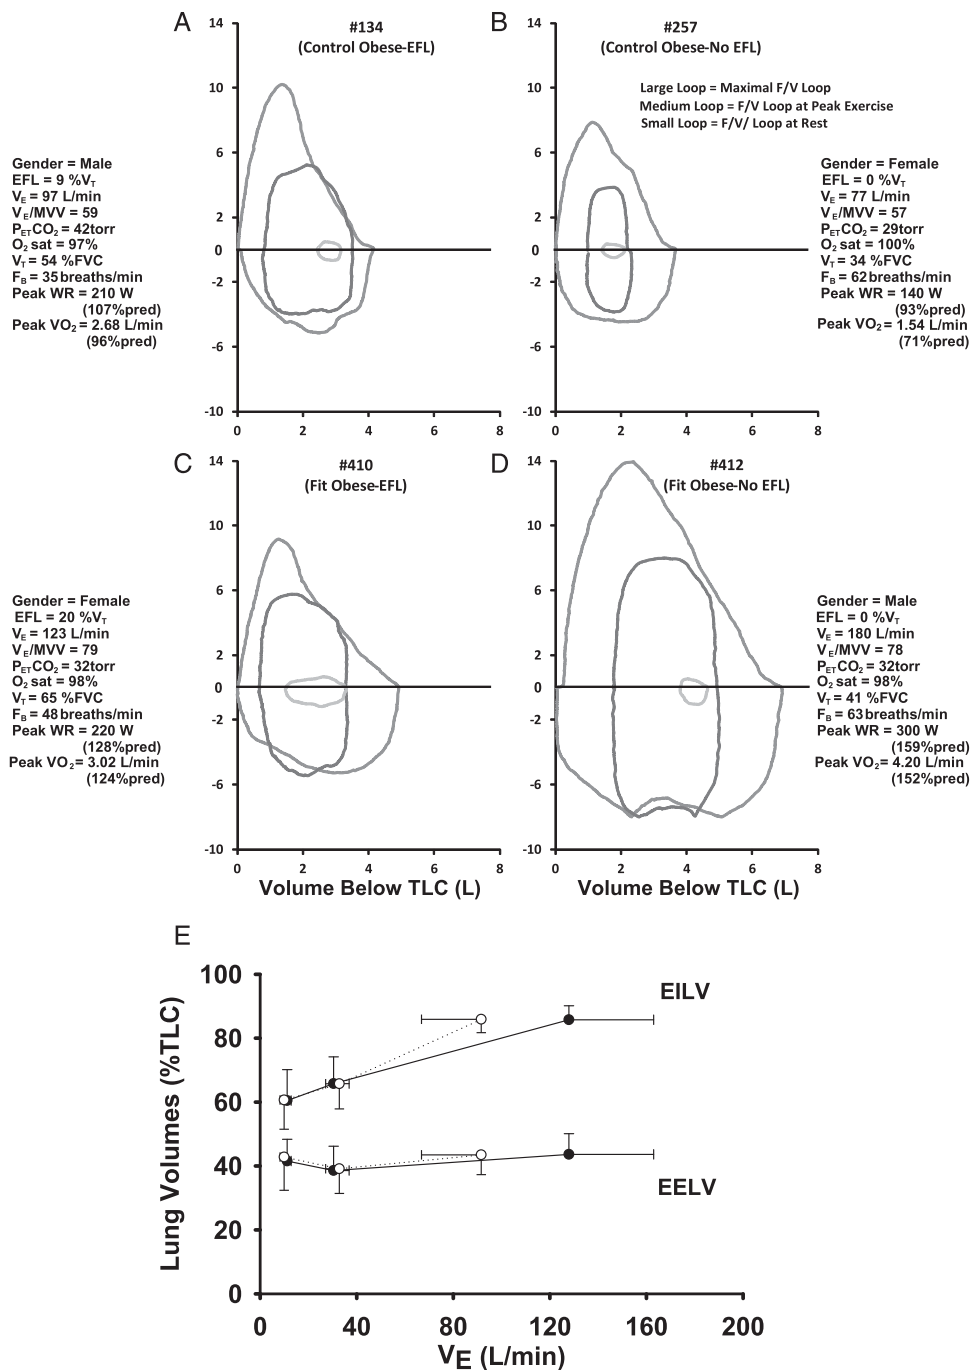 A
#134
(Control Obese-EFL)
14
10
6
2
0
-2
-6
-10
0
2
4
6
8
Gender = Male
EFL = 9 %VT
VE = 97 L/min
VE/MVV = 59
PETCO2 = 42torr
O2 sat = 97%
VT = 54 %FVC
FB = 35breaths/min
Peak WR = 210 W
(107%pred)
Peak VO2 = 2.68 L/min
(96%pred)
B
#257
(Control Obese-No EFL)
Large Loop = Maximal F/V Loop
Medium Loop = F/V Loop at Peak Exercise
Small Loop = F/V/ Loop at Rest
14
10
6
2
0
-2
-6
-10
0
2
4
6
8
Gender = Female
EFL = 0 %VT
VE = 77 L/min
VE/MVV = 57
PETCO2 = 29torr
O2 sat = 100%
VT = 34 %FVC
FB = 62breaths/min
Peak WR = 140 W
(93%pred)
Peak VO2 = 1.54 L/min
(71%pred)
C
#410
(Fit Obese-EFL)
14
10
6
2
0
-2
-6
-10
0
2
4
6
8
Volume Below TLC (L)
Gender = Female
EFL = 20 %VT
VE = 123 L/min
VE/MVV = 79
PETCO2 = 32torr
O2 sat = 98%
VT = 65 %FVC
FB = 48breaths/min
Peak WR = 220 W
(128%pred)
Peak VO2= 3.02 L/min
(124%pred)
D
#412
(Fit Obese-No EFL)
14
10
6
2
0
-2
-6
-10
0
2
4
6
8
Volume Below TLC (L)
Gender = Male
EFL = 0 %VT
VE = 180 L/min
VE/MVV = 78
PETCO2 = 32torr
O2 sat = 98%
VT = 41 %FVC
FB = 63breaths/min
Peak WR = 300 W
(159%pred)
Peak VO2= 4.20 L/min
(152%pred)
E
Lung Volumes (%TLC)
100
80
60
40
20
0
EILV
EELV
0
40
80
120
160
200
VE (L/min)